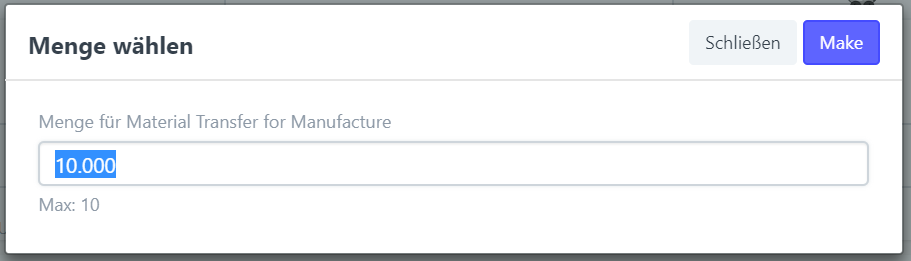 Menge wählen
Schließen
Make
Menge für Material Transfer for Manufacture
10.000
Max: 10